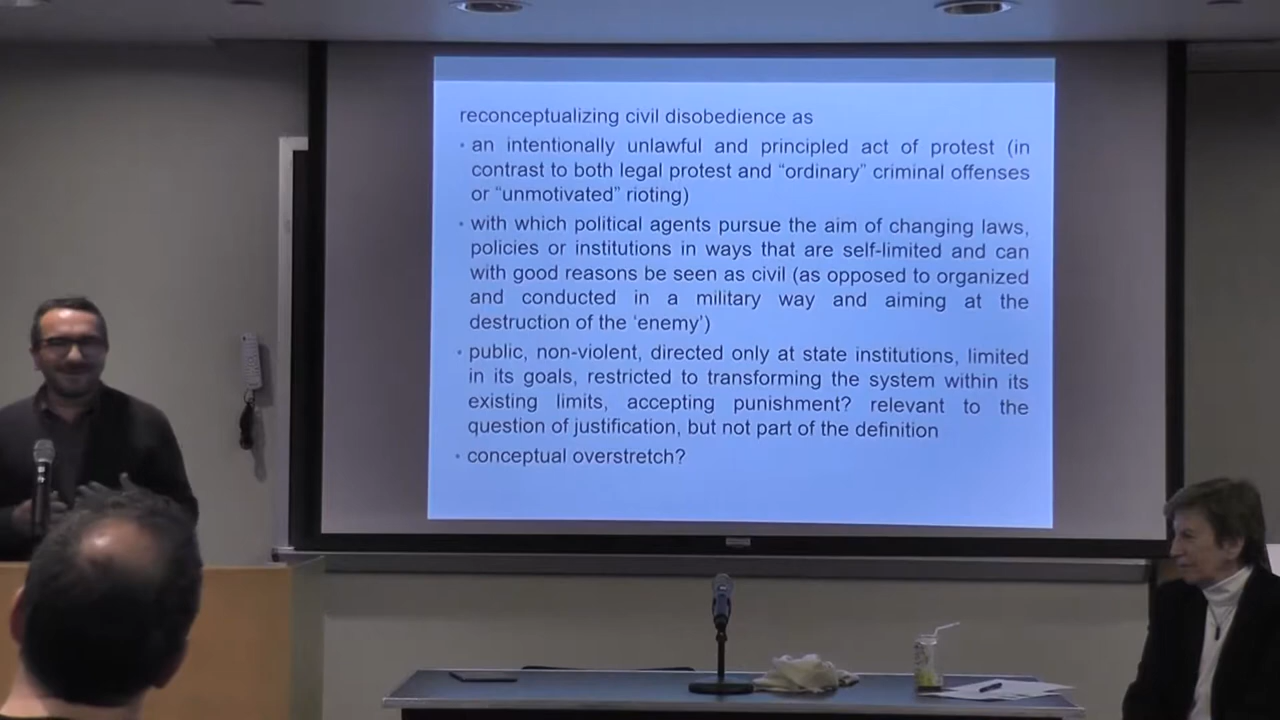 reconceptualizing civil disobedience as
• an intentionally unlawful and principled act of protest (in
contrast to both legal protest and “ordinary” criminal offenses
or “unmotivated” rioting)
• with which political agents pursue the aim of changing laws,
policies or institutions in ways that are self-limited and can
with good reasons be seen as civil (as opposed to organized
and conducted in a military way and aiming at the
destruction of the ‘enemy’)
• public, non-violent, directed only at state institutions, limited
in its goals, restricted to transforming the system within its
existing limits, accepting punishment? relevant to the
question of justification, but not part of the definition
• conceptual overstretch?